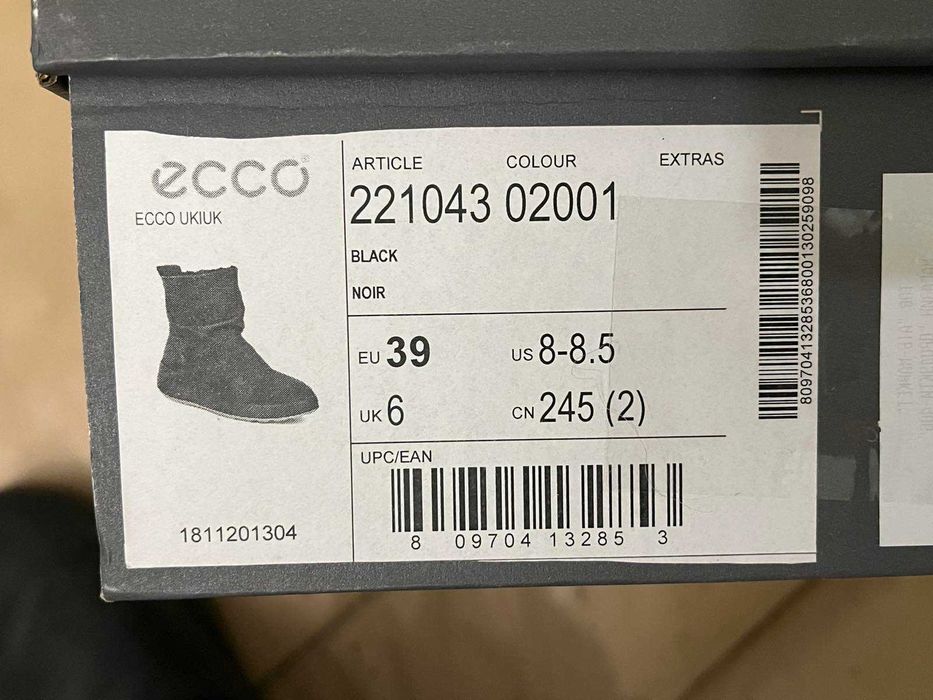 ecco®
ECCO UKIUK
1811201304
ARTICLE COLOUR EXTRAS
221043 02001
BLACK
NOIR
EU 39 US 8-8.5
UK 6 CN 245 (2)
UPC/EAN
8 09704 13285 3
8097041328536800130259098